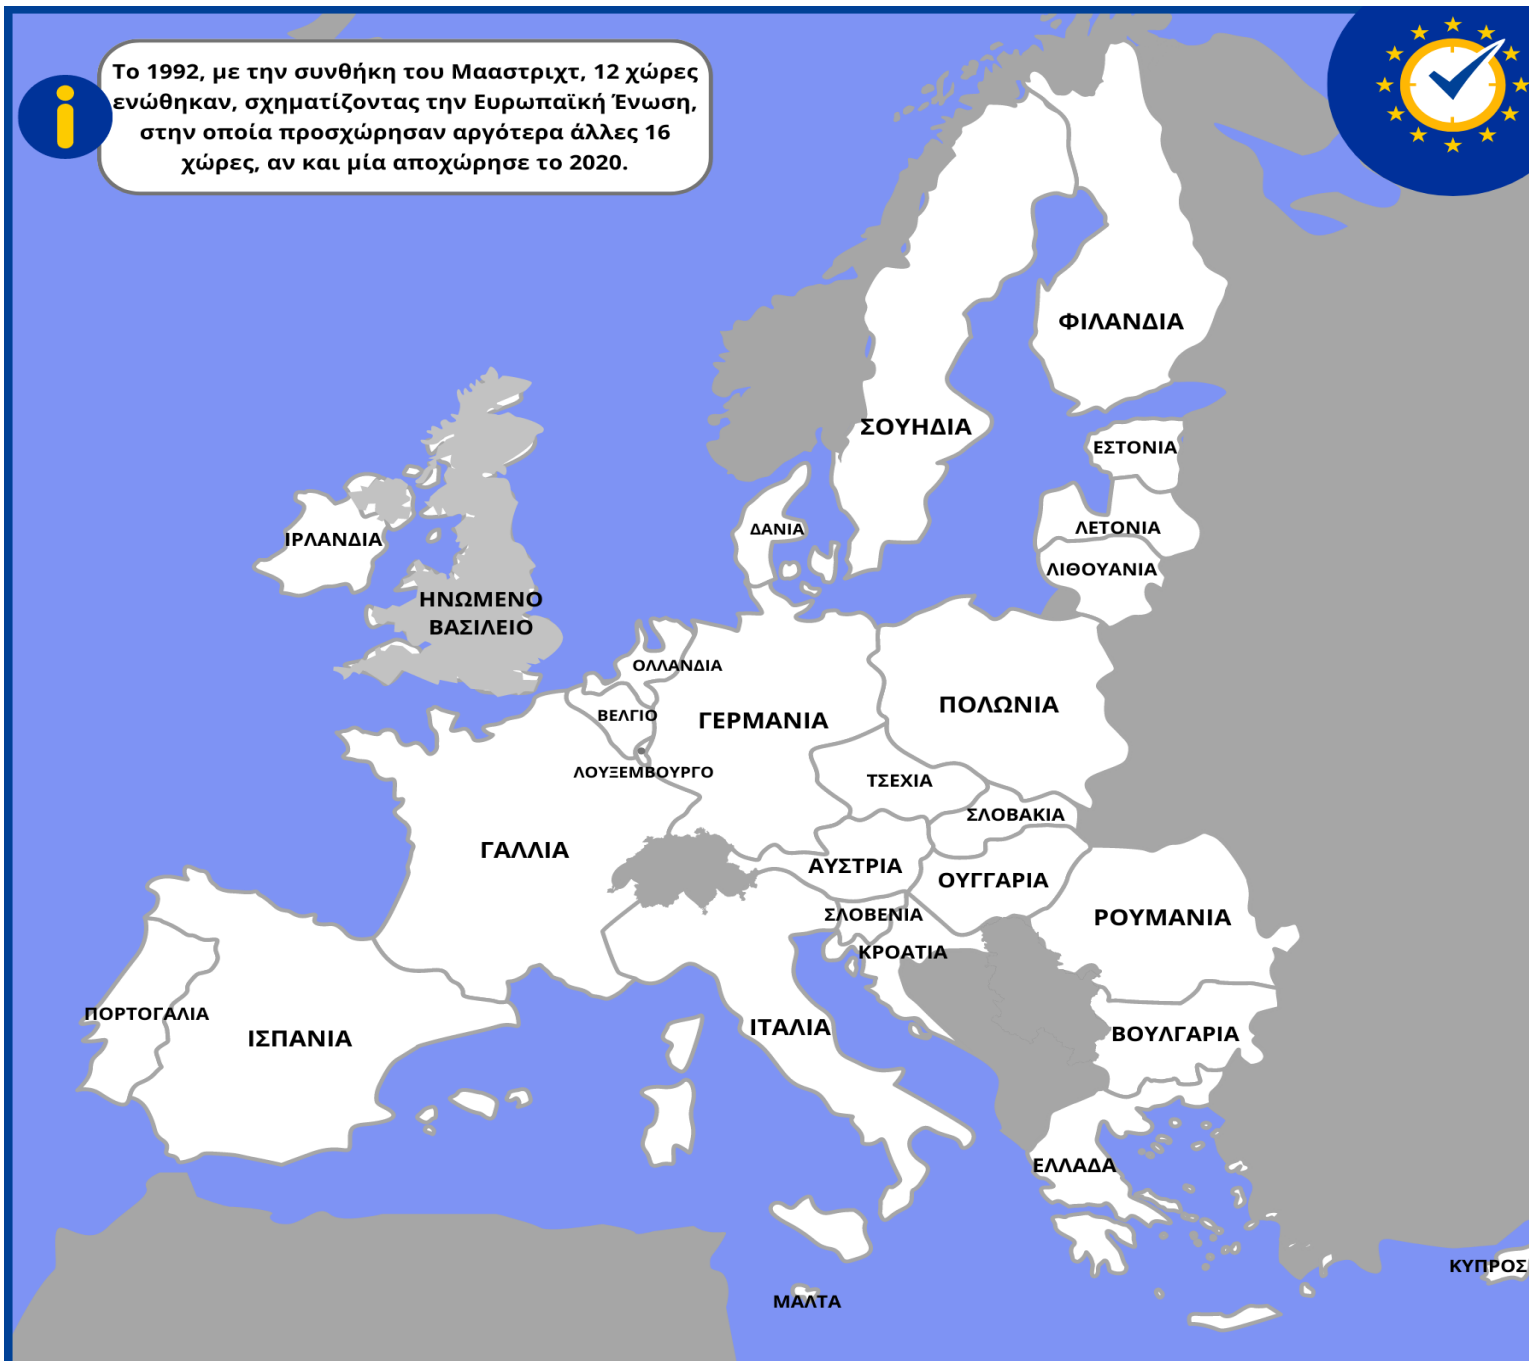 Το 1992, με την συνθήκη του Μααστριχτ, 12 χώρες
ενώθηκαν, σχηματίζοντας την Ευρωπαϊκή Ένωση,
στην οποία προσχώρησαν αργότερα άλλες 16
χώρες, αν και μία αποχώρησε το 2020.
ΦΙΛΑΝΔΙΑ
ΣΟΥΗΔΙΑ
ΕΣΤΟΝΙΑ
ΛΕΤΟΝΙΑ
ΔΑΝΙΑ
ΙΡΛΑΝΔΙΑ
ΛΙΘΟΥΑΝΙΑ
ΗΝΩΜΕΝΟ
ΒΑΣΙΛΕΙΟ
ΟΛΛΑΝΔΙΑ
ΠΟΛΩΝΙΑ
ΒΕΛΓΙΟ
ΓΕΡΜΑΝΙΑ
ΛΟΥΞΕΜΒΟΥΡΓΟ
ΤΣΕΧΙΑ
ΣΛΟΒΑΚΙΑ
ΓΑΛΛΙΑ
ΑΥΣΤΡΙΑ
ΟΥΓΓΑΡΙΑ
ΣΛΟΒΕΝΙΑ
ΡΟΥΜΑΝΙΑ
ΚΡΟΑΤΙΑ
ΠΟΡΤΟΓΑΛΙΑ
ΙΣΠΑΝΙΑ
ΙΤΑΛΙΑ
ΒΟΥΛΓΑΡΙΑ
ΕΛΛΑΔΑ
ΚΥΠΡΟΣ
ΜΑΛΤΑ